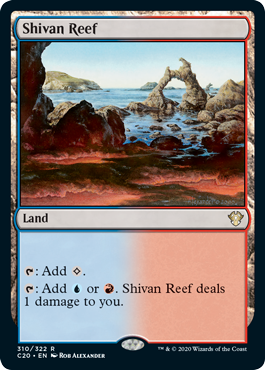 Shivan Reef
Land
: Add .
: Add or . Shivan Reef deals
1 damage to you.
310/322 R
C20 • EN Rob Alexander
™ & © 2020 Wizards of the Coast